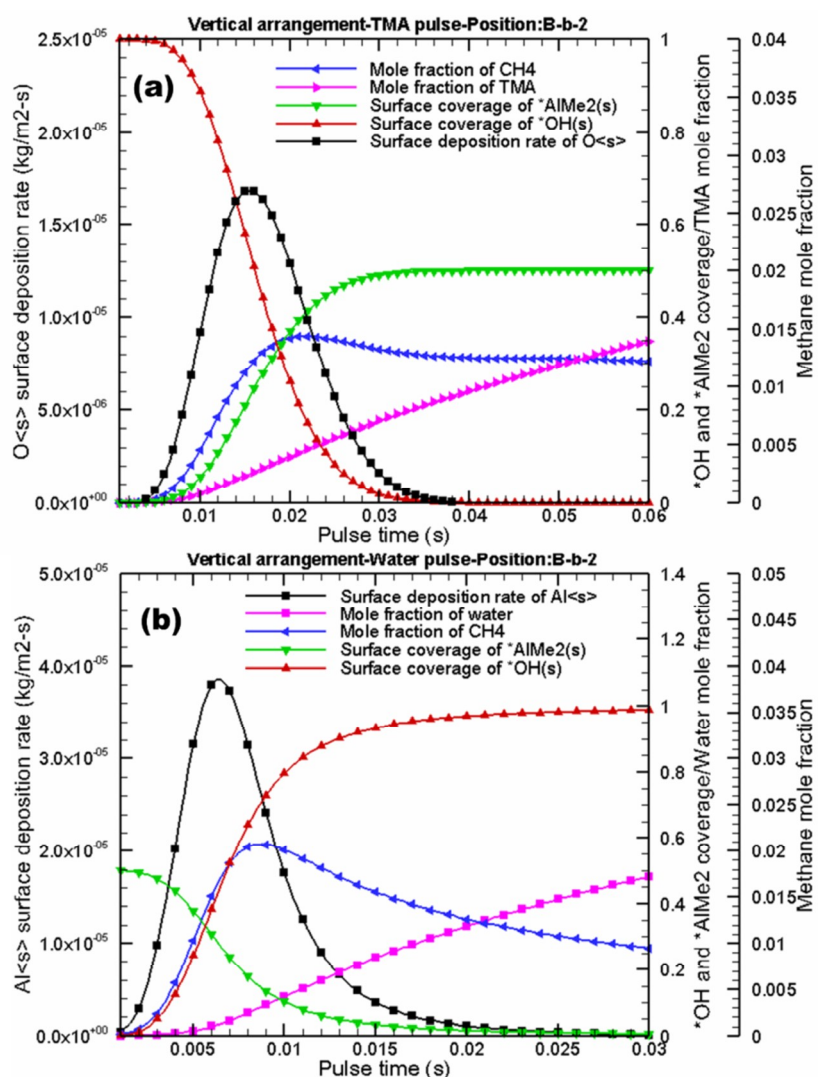 Vertical arrangement-TMA pulse-Position:B-b-2
(a)
Mole fraction of CH4
Mole fraction of TMA
Surface coverage of *AlMe2(s)
Surface coverage of *OH(s)
Surface deposition rate of O<s>
O<s> surface deposition rate (kg/m2-s)
2.5x10-05
2.0x10-05
1.5x10-05
1.0x10-05
5.0x10-06
0.0x10+00
0.01 0.02 0.03 0.04 0.05 0.06
Pulse time (s)
1
0.8
0.6
0.4
0.2
0
*OH and *AlMe2 coverage/TMA mole fraction
0.04
0.035
0.03
0.025
0.02
0.015
0.01
0.005
0
Methane mole fraction
Vertical arrangement-Water pulse-Position:B-b-2
(b)
Surface deposition rate of Al<s>
Mole fraction of water
Mole fraction of CH4
Surface coverage of *AlMe2(s)
Surface coverage of *OH(s)
Al<s> surface deposition rate (kg/m2-s)
5.0x10-05
4.0x10-05
3.0x10-05
2.0x10-05
1.0x10-05
0.0x10+00
0.005 0.01 0.015 0.02 0.025 0.03
Pulse time (s)
1.4
1.2
1
0.8
0.6
0.4
0.2
0
*OH and *AlMe2 coverage/Water mole fraction
0.05
0.045
0.04
0.035
0.03
0.025
0.02
0.015
0.01
0.005
0
Methane mole fraction